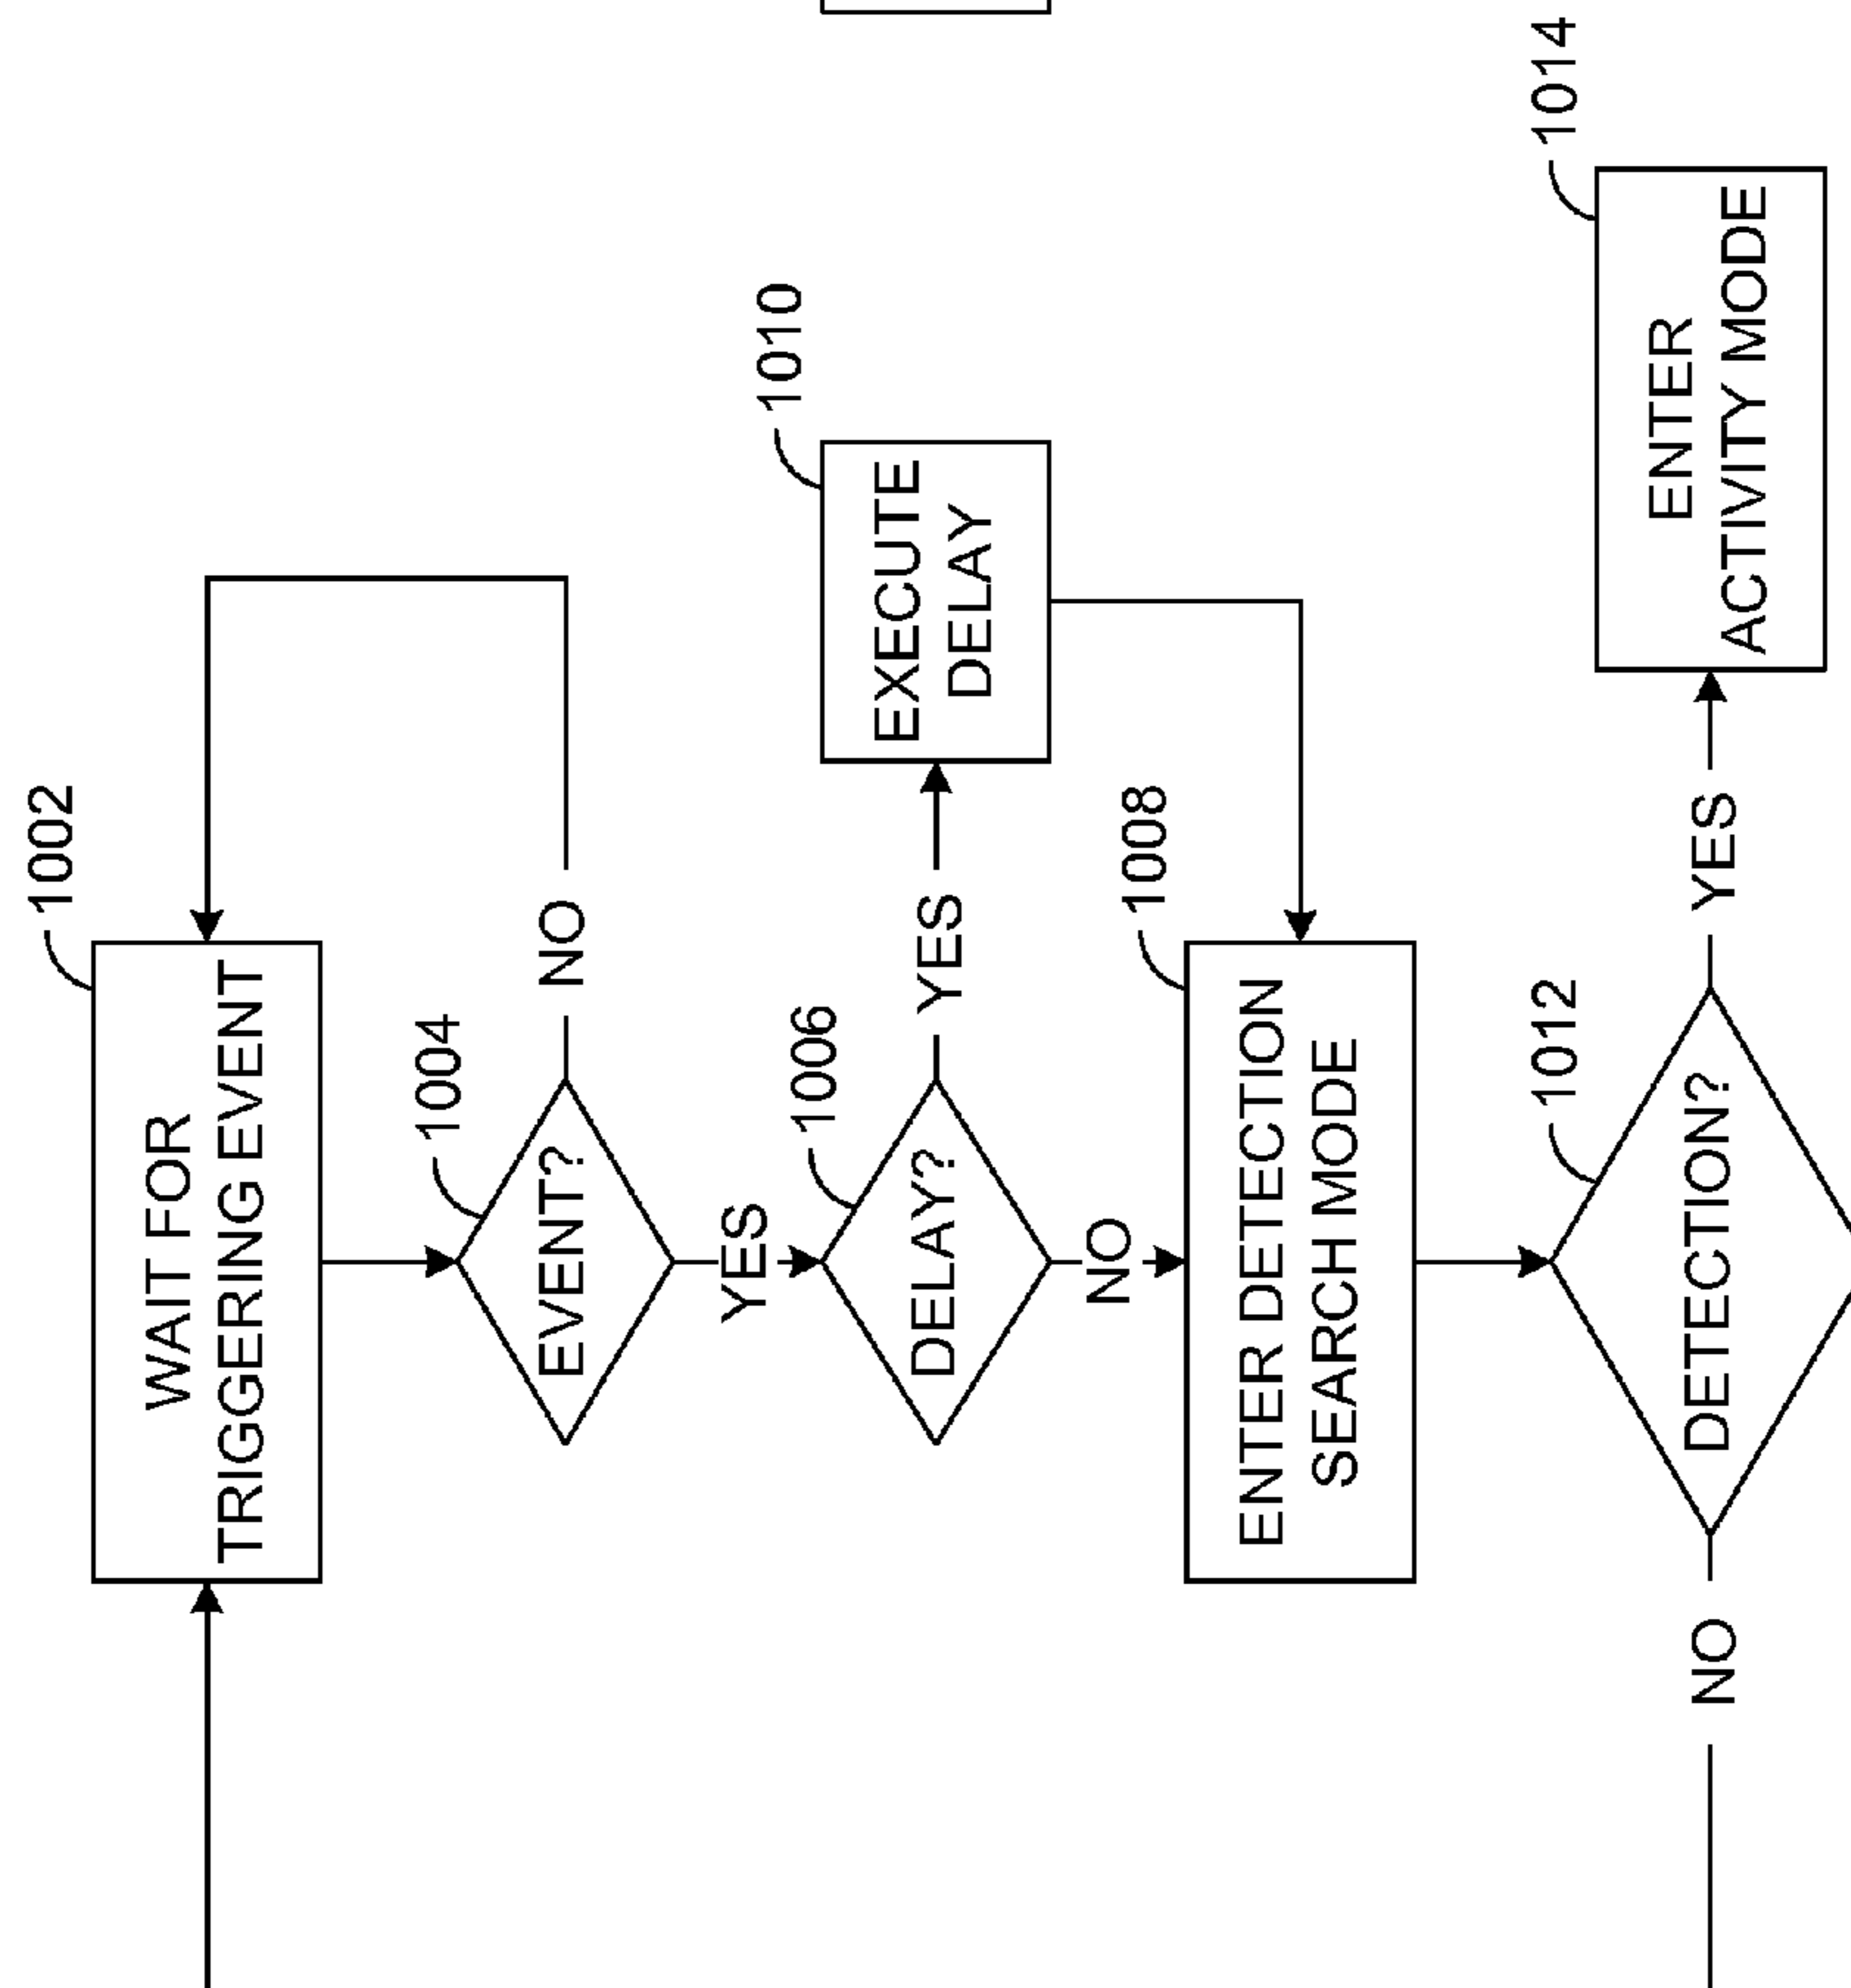 1002
WAIT FOR
TRIGGERING EVENT
1004
EVENT?
NO
YES
1006
DELAY?
YES
1010
EXECUTE
DELAY
NO
1008
ENTER DETECTION
SEARCH MODE
1012
DETECTION?
NO
YES
1014
ENTER
ACTIVITY MODE